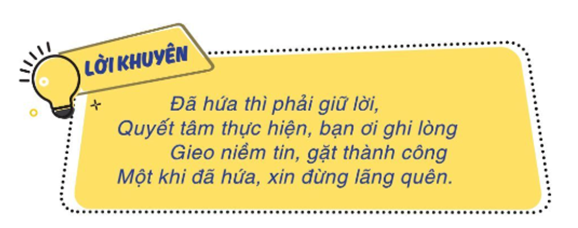 LỜI KHUYÊN
Đã hứa thì phải giữ lời,
Quyết tâm thực hiện, bạn ơi ghi lòng
Gieo niềm tin, gặt thành công
Một khi đã hứa, xin đừng lãng quên.